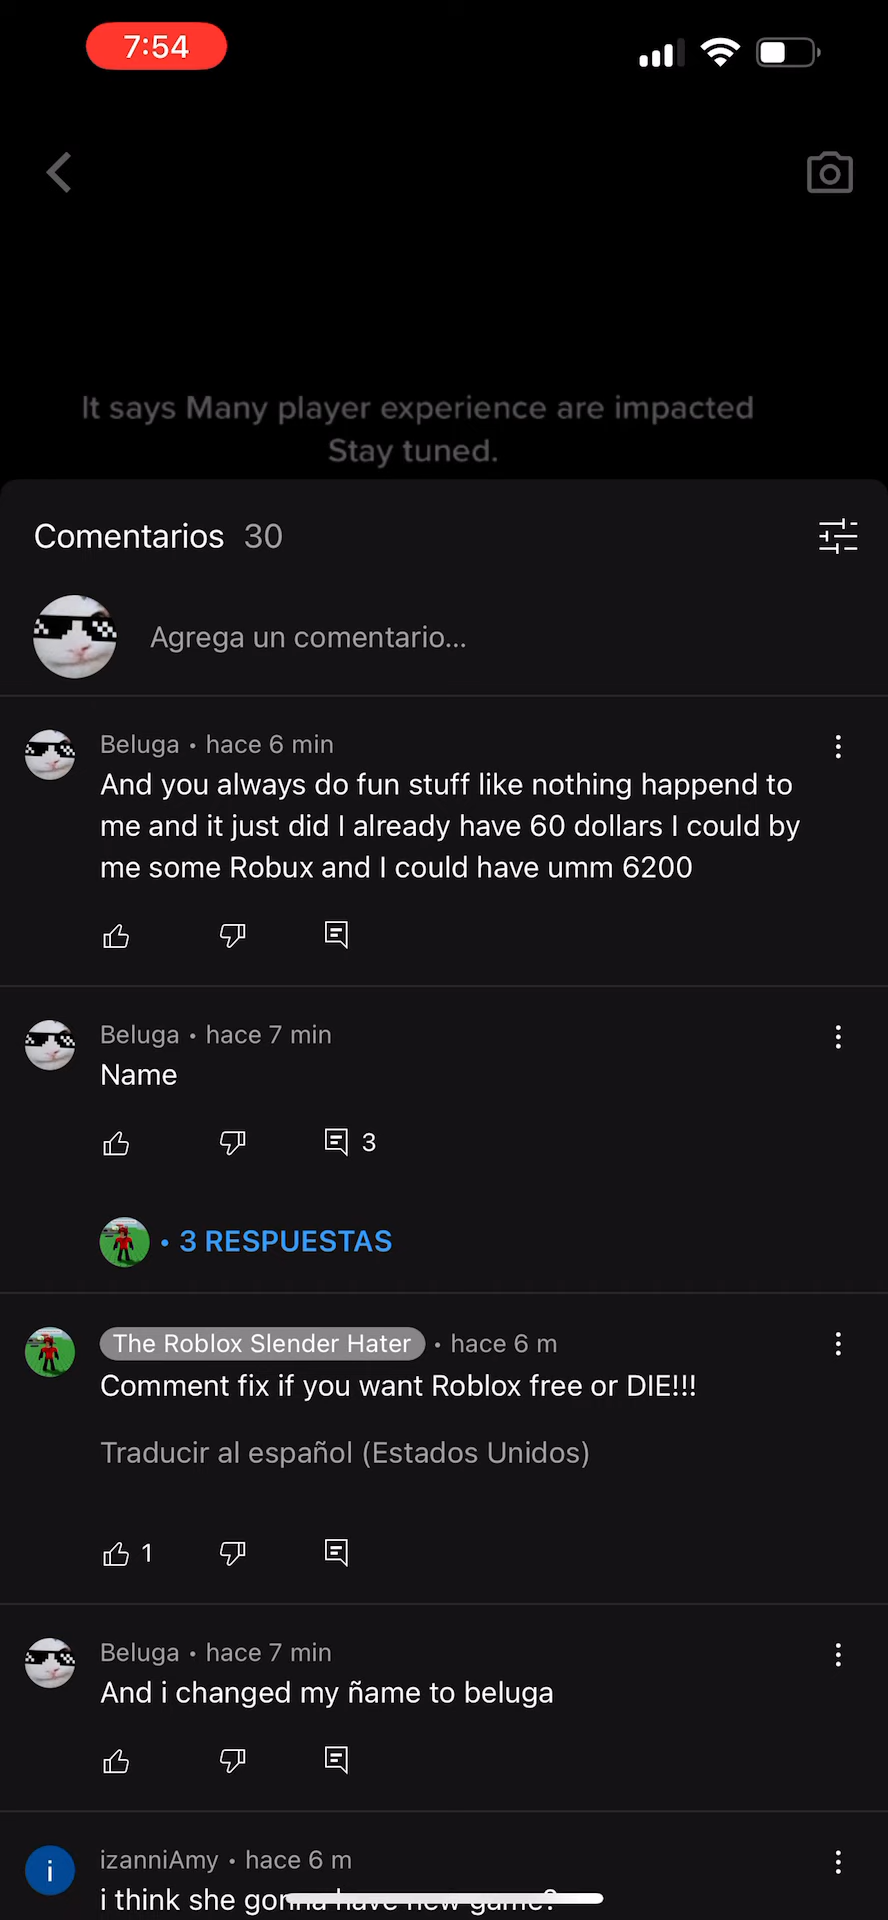 7:54
It says Many player experience are impacted
Stay tuned.
Comentarios 30
Agrega un comentario...
Beluga • hace 6 min
And you always do fun stuff like nothing happend to
me and it just did I already have 60 dollars I could by
me some Robux and I could have umm 6200
Beluga • hace 7 min
Name
3
• 3 RESPUESTAS
The Roblox Slender Hater • hace 6 m
Comment fix if you want Roblox free or DIE!!!
Traducir al español (Estados Unidos)
1
Beluga • hace 7 min
And i changed my ñame to beluga
i
izanniAmy • hace 6 m
i think she gonna have new game?